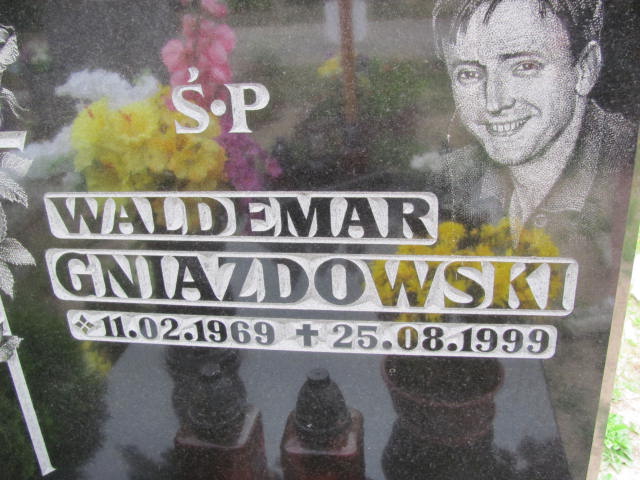 Ś.P
WALDEMAR
GNIAZDOWSKI
11.02.1969 ✝ 25.08.1999